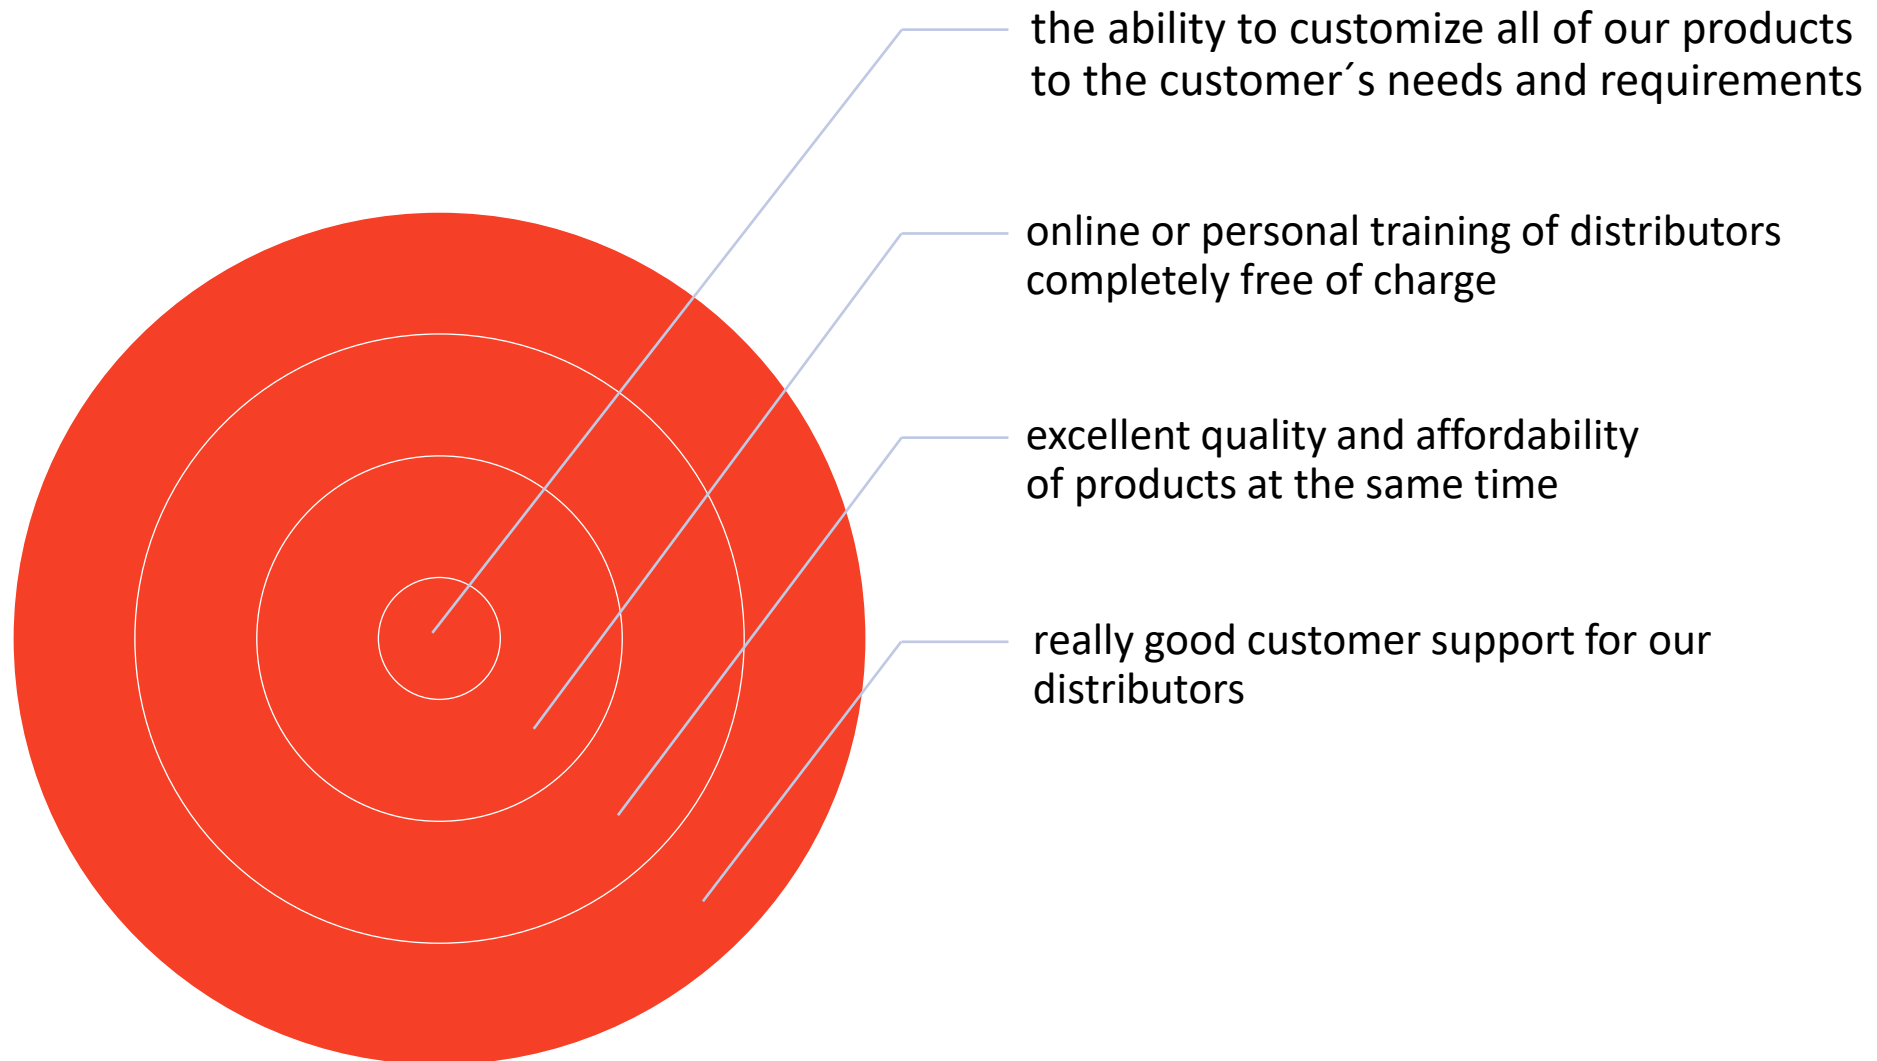 the ability to customize all of our products
to the customer´s needs and requirements
online or personal training of distributors
completely free of charge
excellent quality and affordability
of products at the same time
really good customer support for our
distributors